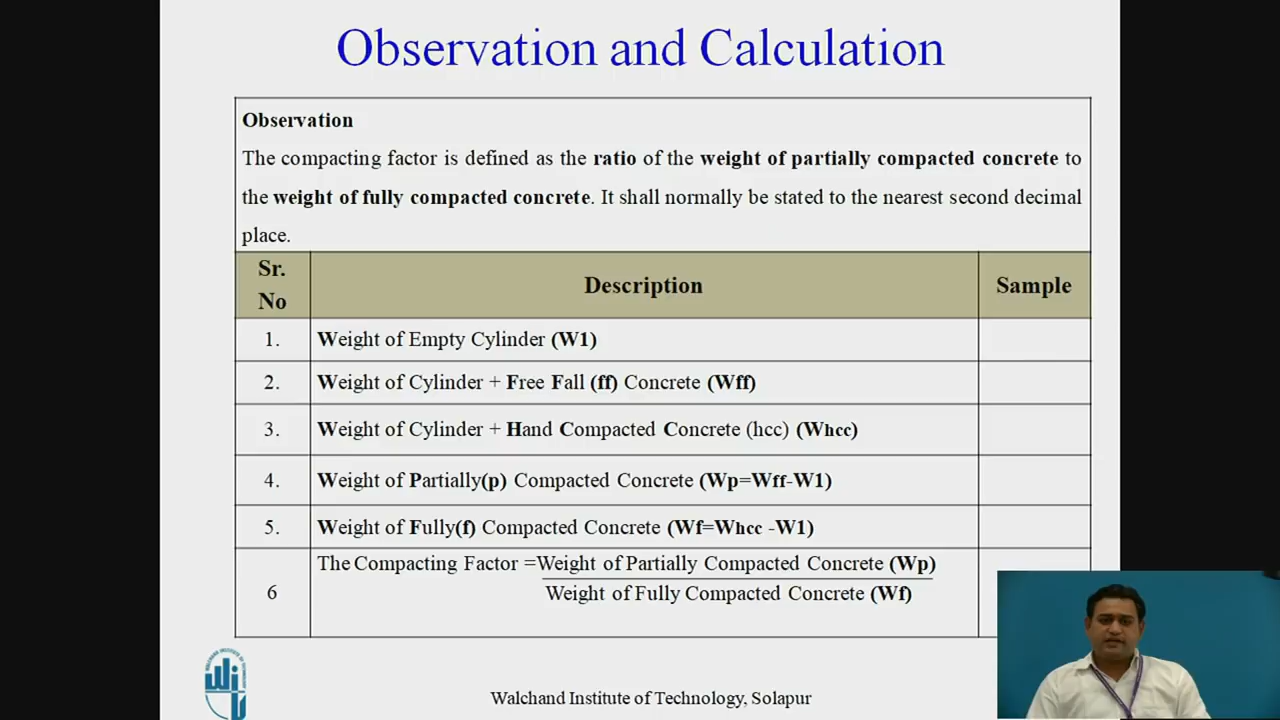 Observation and Calculation
Observation
The compacting factor is defined as the ratio of the weight of partially compacted concrete to
the weight of fully compacted concrete. It shall normally be stated to the nearest second decimal
place.
Sr. No Description Sample
1. Weight of Empty Cylinder (W1)
2. Weight of Cylinder + Free Fall (ff) Concrete (Wff)
3. Weight of Cylinder + Hand Compacted Concrete (hcc) (Whcc)
4. Weight of Partially(p) Compacted Concrete (Wp=Wff-W1)
5. Weight of Fully(f) Compacted Concrete (Wf=Whcc -W1)
6 The Compacting Factor =Weight of Partially Compacted Concrete (Wp)
Weight of Fully Compacted Concrete (Wf)
Walchand Institute of Technology, Solapur